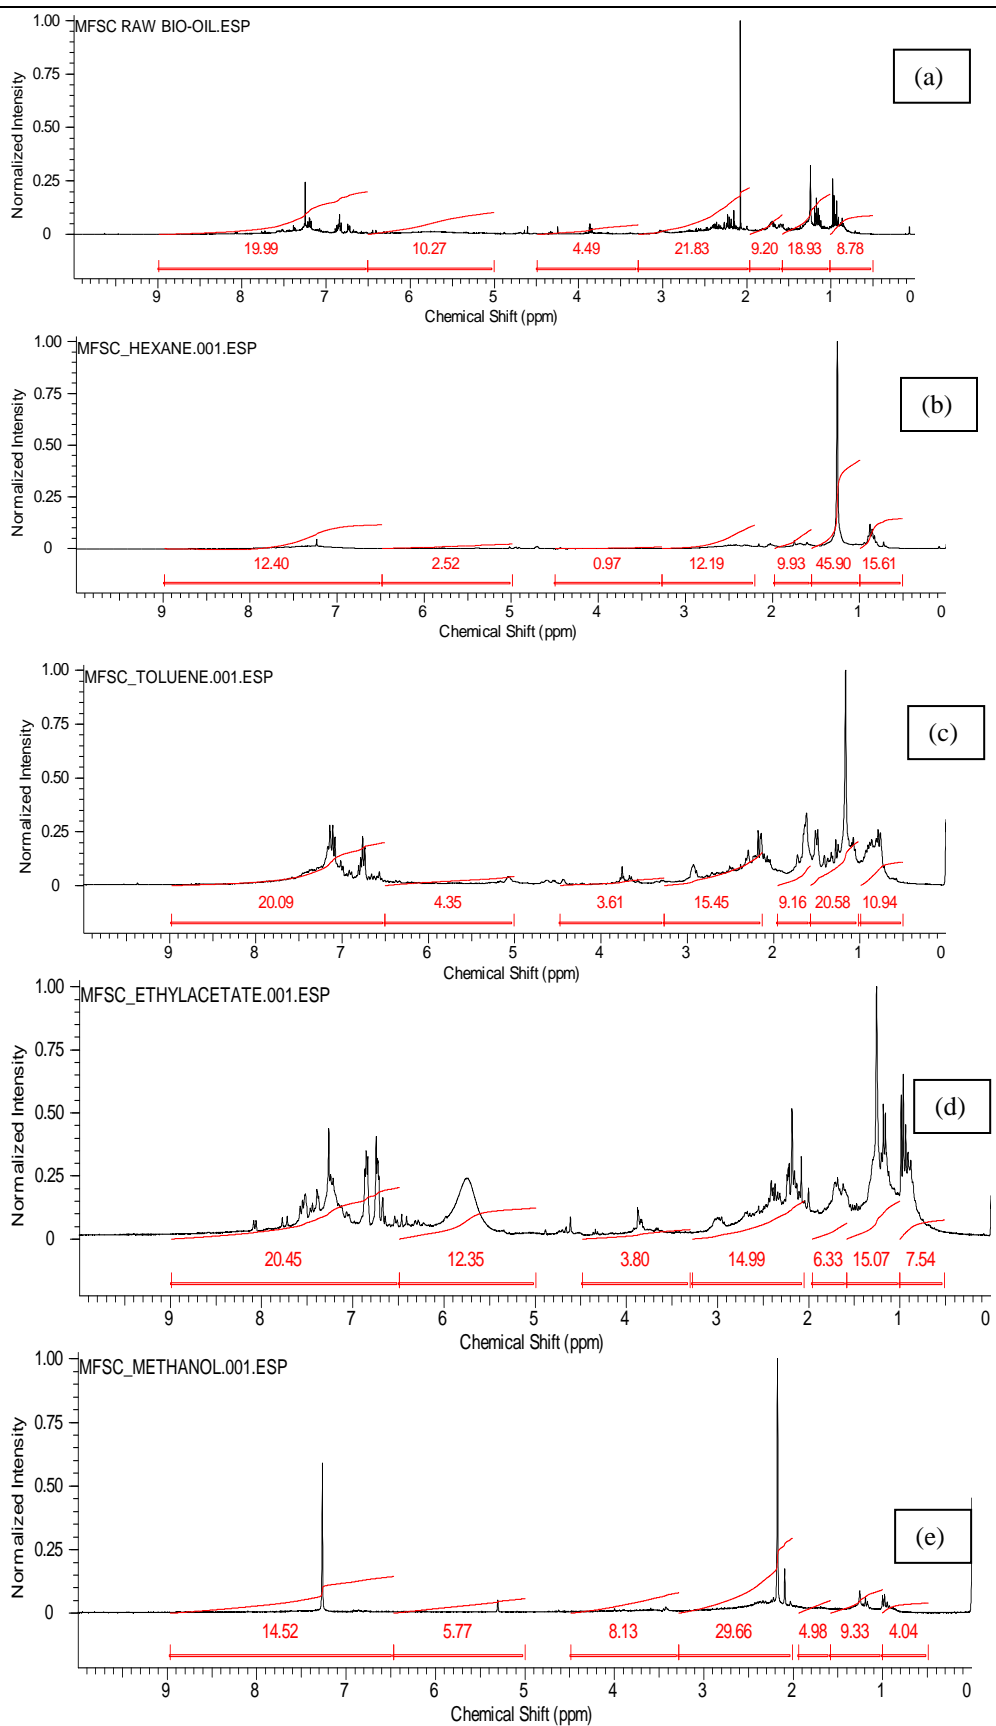 MFSC RAW BIO-OIL.ESP
(a)
Normalized Intensity
1.00
0.75
0.50
0.25
0
19.99 10.27 4.49 21.83 9.20 18.93 8.78
9 8 7 6 5 4 3 2 1 0
Chemical Shift (ppm)
MFSC_HEXANE.001.ESP
(b)
Normalized Intensity
1.00
0.75
0.50
0.25
0
12.40 2.52 0.97 12.19 9.93 45.90 15.61
9 8 7 6 5 4 3 2 1 0
Chemical Shift (ppm)
MFSC_TOLUENE.001.ESP
(c)
Normalized Intensity
1.00
0.75
0.50
0.25
0
20.09 4.35 3.61 15.45 9.16 20.58 10.94
9 8 7 6 5 4 3 2 1 0
Chemical Shift (ppm)
MFSC_ETHYLACETATE.001.ESP
(d)
Normalized Intensity
1.00
0.75
0.50
0.25
0
20.45 12.35 3.80 14.99 6.33 15.07 7.54
9 8 7 6 5 4 3 2 1 0
Chemical Shift (ppm)
MFSC_METHANOL.001.ESP
(e)
Normalized Intensity
1.00
0.75
0.50
0.25
0
14.52 5.77 8.13 29.66 4.98 9.33 4.04
9 8 7 6 5 4 3 2 1 0
Chemical Shift (ppm)